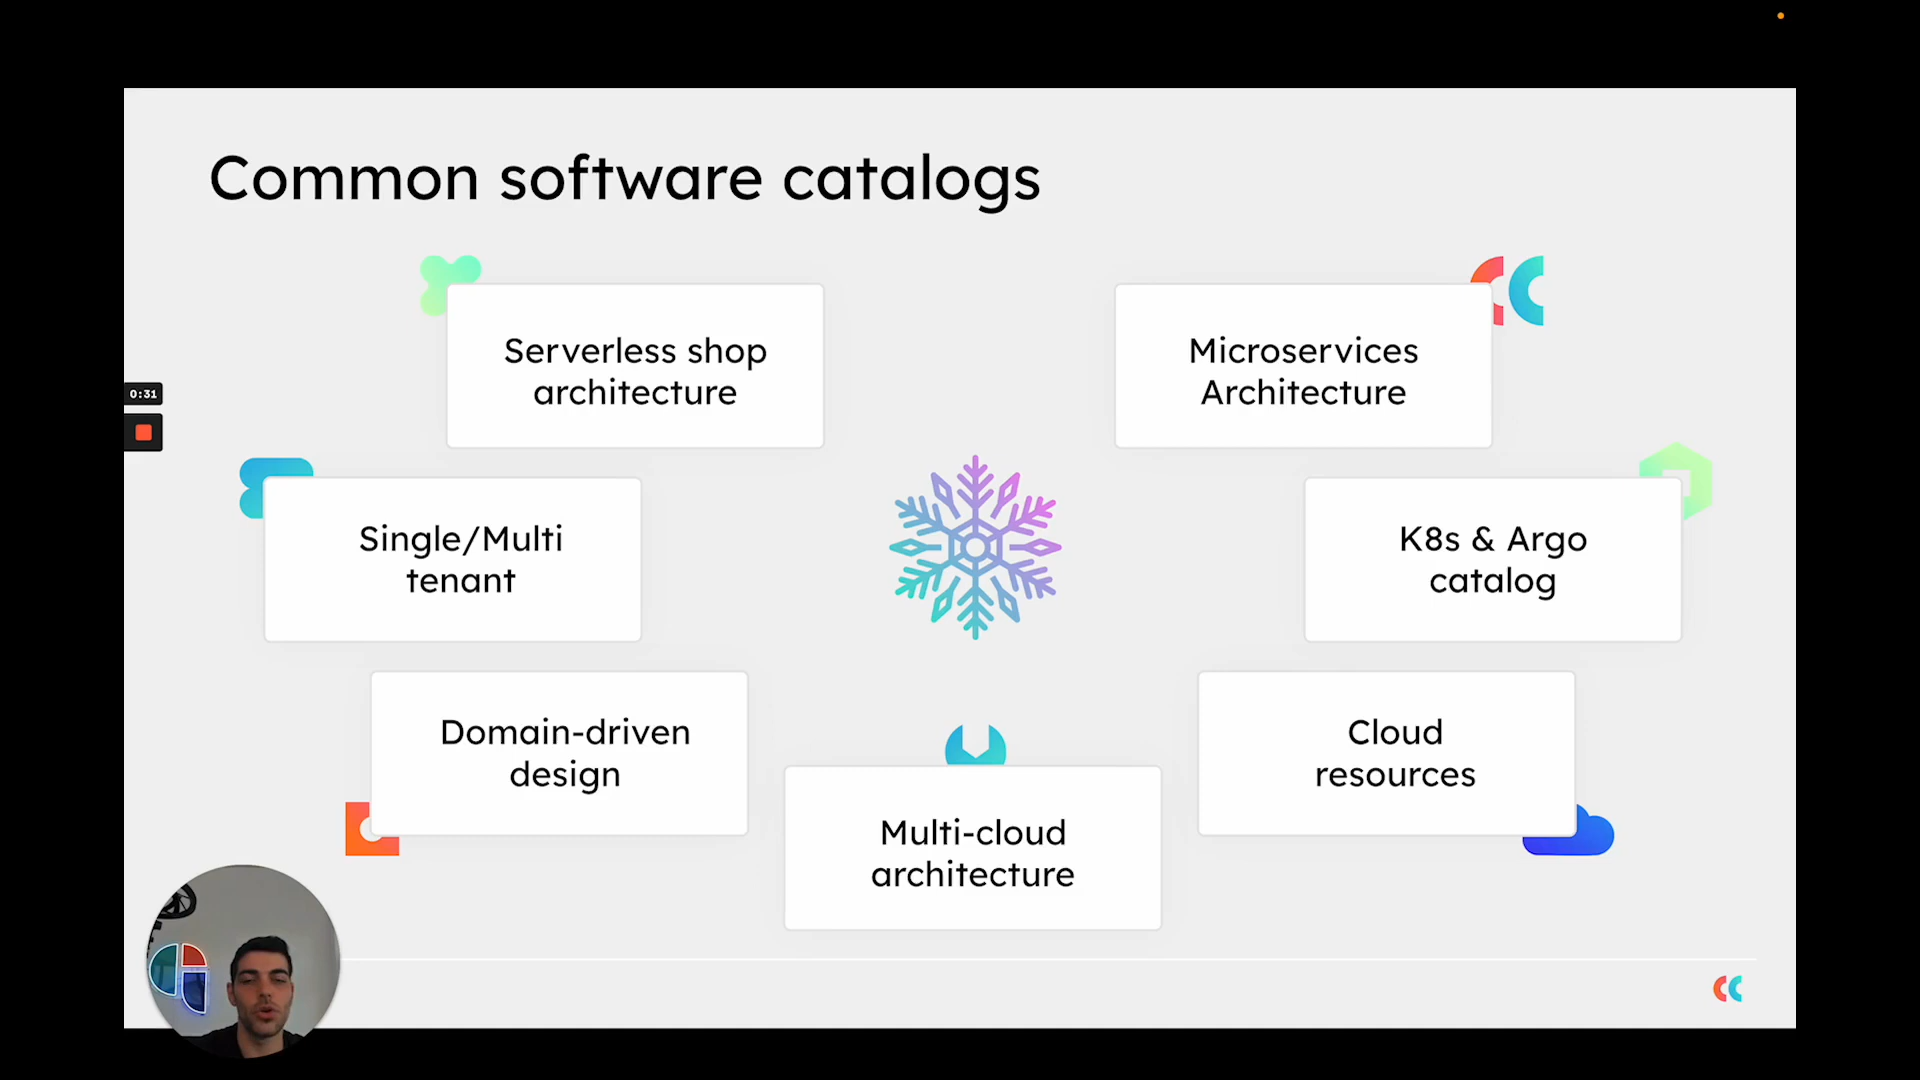 Common software catalogs
Serverless shop
architecture
Microservices
Architecture
0:31
Single/Multi
tenant
K8s & Argo
catalog
Domain-driven
design
Cloud
resources
Multi-cloud
architecture